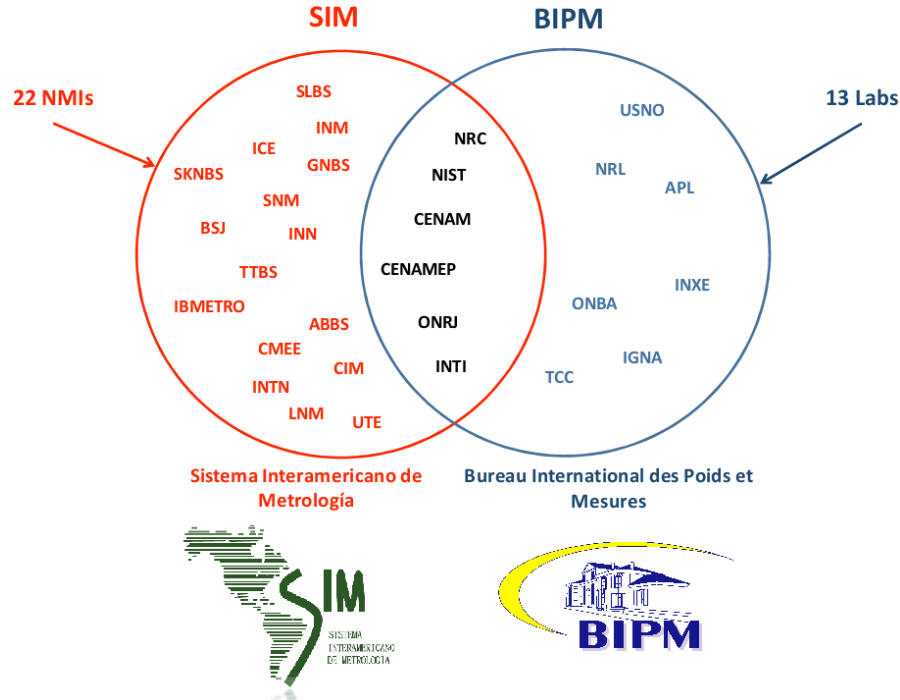 SIM
BIPM
22 NMIs
13 Labs
SLBS
USNO
INM
NRC
ICE
GNBS
NRL
SKNBS
NIST
APL
SNM
CENAM
BSJ
INN
TTBS
CENAMEP
INXE
IBMETRO
ONBA
ABBS
ONRJ
CMEE
IGNA
CIM
INTI
TCC
INTN
LNM
UTE
Sistema Interamericano de
Metrología
Bureau International des Poids et
Mesures
SIM
SISTEMA
INTERAMERICANO
DE METROLOGIA
BIPM